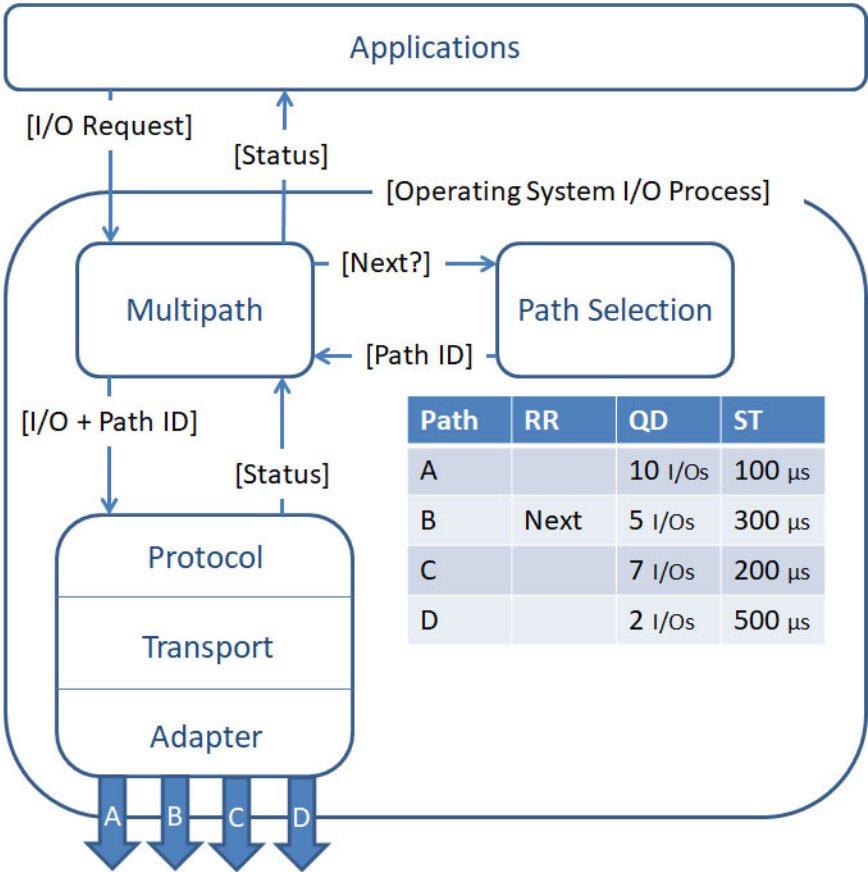 Applications
[I/O Request]
[Status]
[Operating System I/O Process]
[Next?]
Multipath
Path Selection
[Path ID]
[I/O + Path ID]
[Status]
Path RR QD ST
A 10 I/Os 100 µs
B Next 5 I/Os 300 µs
C 7 I/Os 200 µs
D 2 I/Os 500 µs
Protocol
Transport
Adapter
A B C D